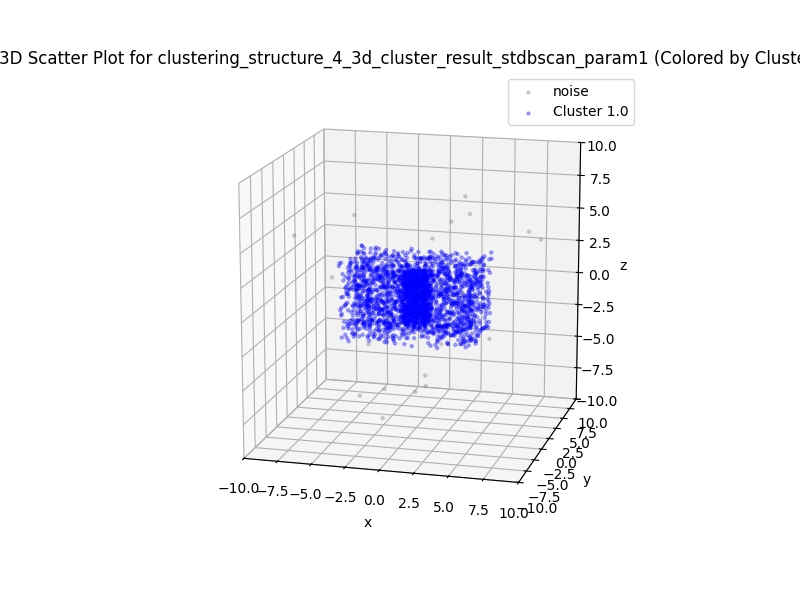 3D Scatter Plot for clustering_structure_4_3d_cluster_result_stdbscan_param1 (Colored by Cluste
noise
Cluster 1.0
10.0
7.5
5.0
2.5
0.0
−2.5
−5.0
−7.5
−10.0
z
10.0
7.5
5.0
2.5
0.0
−2.5
−5.0
−7.5
−10.0
y
−10.0 −7.5 −5.0 −2.5 0.0 2.5 5.0 7.5 10.0
x